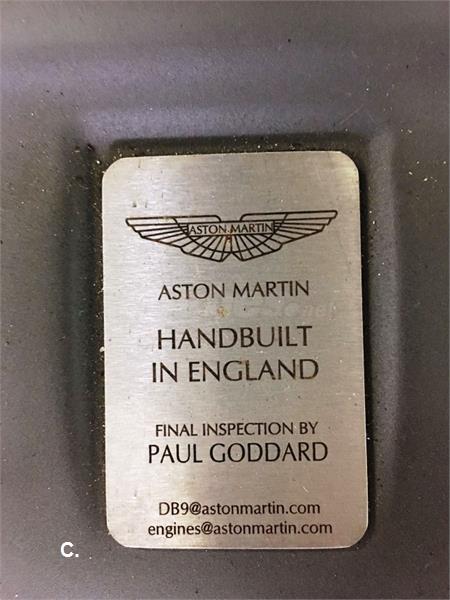 ASTON MARTIN
ASTON MARTIN
HANDBUILT
IN ENGLAND
FINAL INSPECTION BY
PAUL GODDARD
DB9@astonmartin.com
engines@astonmartin.com
C.